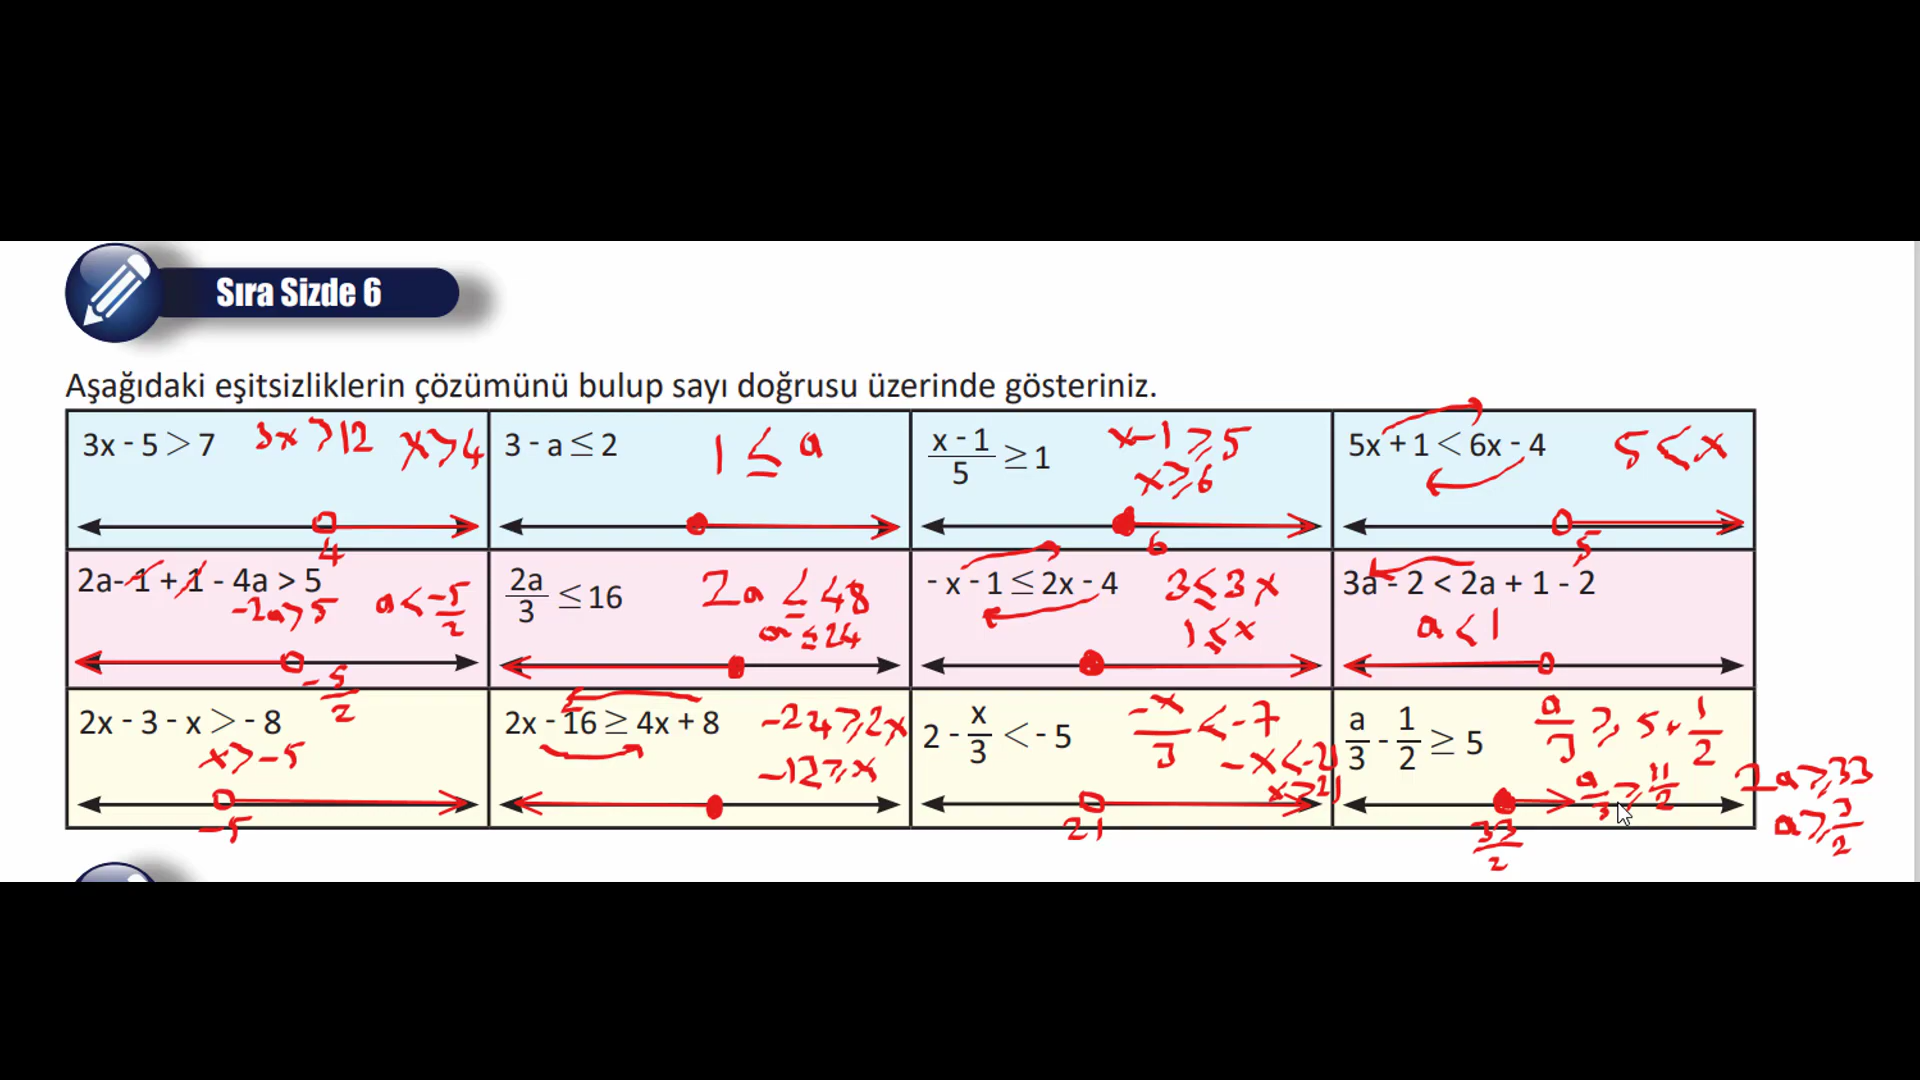 Sıra Sizde 6
Aşağıdaki eşitsizliklerin çözümünü bulup sayı doğrusu üzerinde gösteriniz.
3x - 5 > 7
3x > 12
x > 4
4
3 - a ≤ 2
1 ≤ a
(x - 1)/5 ≥ 1
x-1 ≥ 5
x ≥ 6
6
5x + 1 < 6x - 4
5 < x
5
2a- 1 + 1 - 4a > 5
-2a > 5
a < -5/2
-5/2
2a/3 ≤ 16
2a ≤ 48
a ≤ 24
- x - 1 ≤ 2x - 4
3 ≤ 3x
1 ≤ x
3a - 2 < 2a + 1 - 2
a < 1
2x - 3 - x > - 8
x > -5
-5
2x - 16 ≥ 4x + 8
-24 ≥ 2x
-12 ≥ x
2 - x/3 < - 5
-x/3 < -7
-x < -21
x > 21
21
a/3 - 1/2 ≥ 5
a/3 ≥ 5 + 1/2
a/3 ≥ 11/2
2a ≥ 33
a ≥ 3/2
33/2